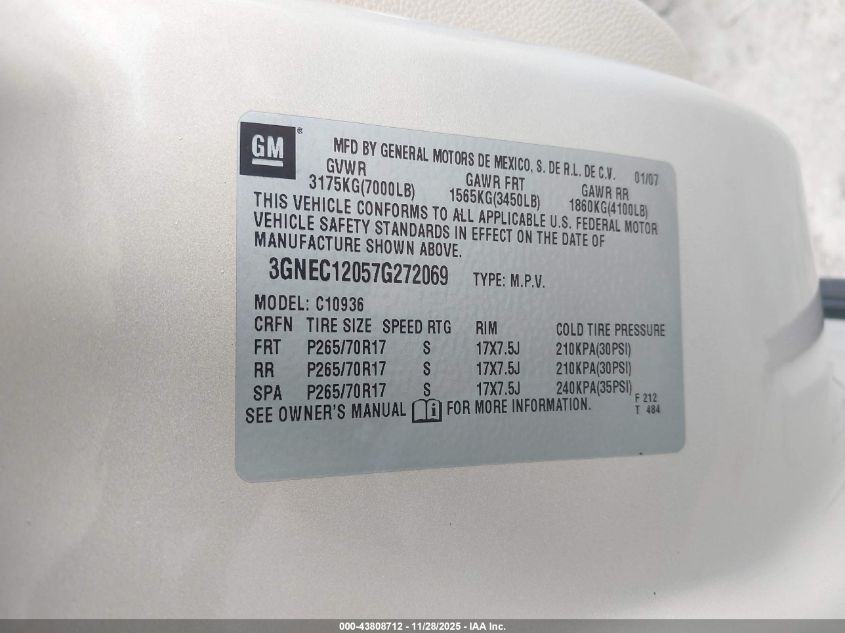 GM ®
MFD BY GENERAL MOTORS DE MEXICO, S. DE R.L. DE C.V. 01/07
GVWR GAWR FRT GAWR RR
3175KG(7000LB) 1565KG(3450LB) 1860KG(4100LB)
THIS VEHICLE CONFORMS TO ALL APPLICABLE U.S. FEDERAL MOTOR
VEHICLE SAFETY STANDARDS IN EFFECT ON THE DATE OF
MANUFACTURE SHOWN ABOVE.
3GNEC12057G272069 TYPE: M.P.V.
MODEL: C10936
CRFN TIRE SIZE SPEED RTG RIM COLD TIRE PRESSURE
FRT P265/70R17 S 17X7.5J 210KPA(30PSI)
RR P265/70R17 S 17X7.5J 210KPA(30PSI)
SPA P265/70R17 S 17X7.5J 240KPA(35PSI)
SEE OWNER'S MANUAL i FOR MORE INFORMATION.
F 212
T 484
000-43808712 - 11/28/2025 - IAA Inc.